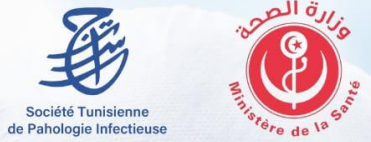 Société Tunisienne
de Pahologie Infectieuse
وزارة الصحة
Ministère de la Santé